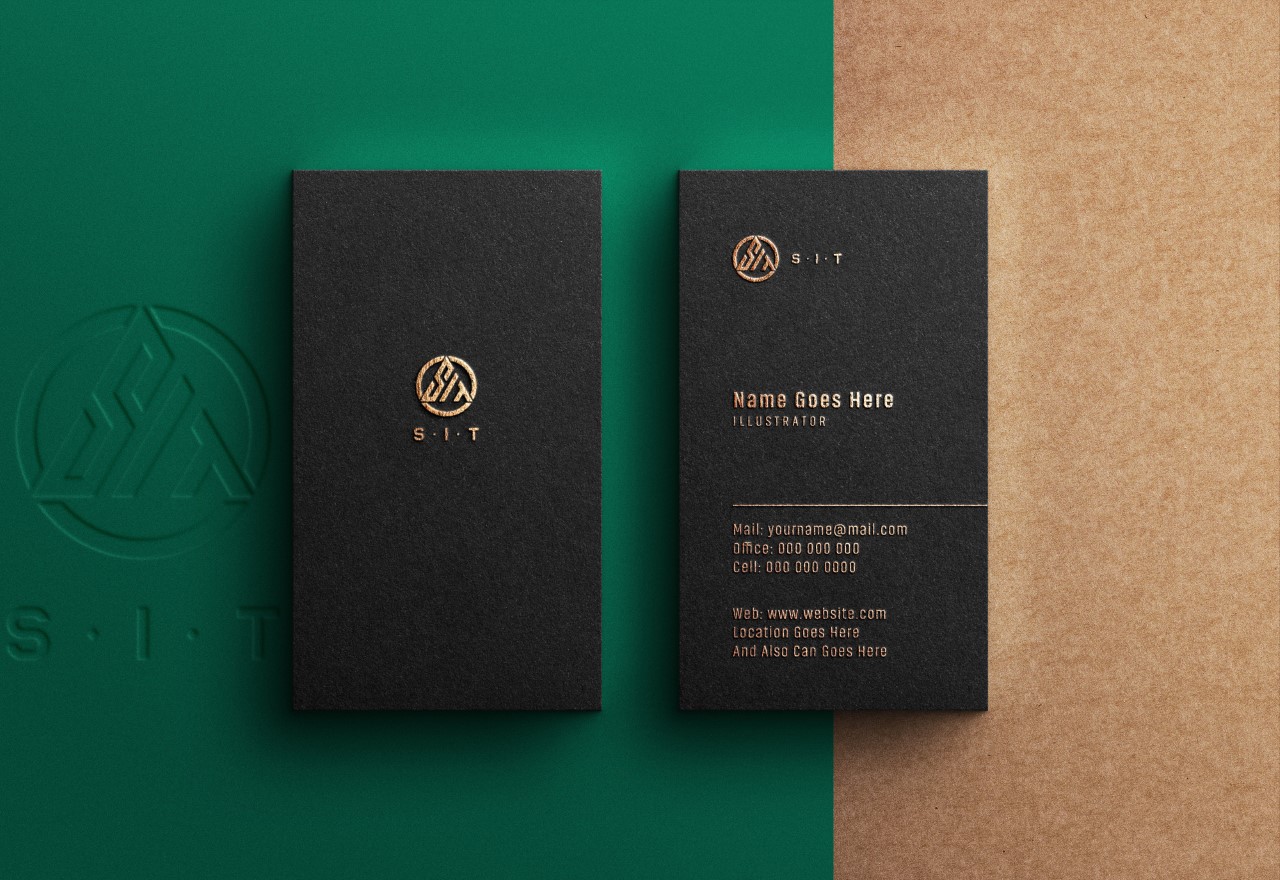 S·I·T
S·I·T
S·I·T
Name Goes Here
ILLUSTRATOR
Mail: yourname@mail.com
Office: 000 000 000
Cell: 000 000 0000
Web: www.website.com
Location Goes Here
And Also Can Goes Here